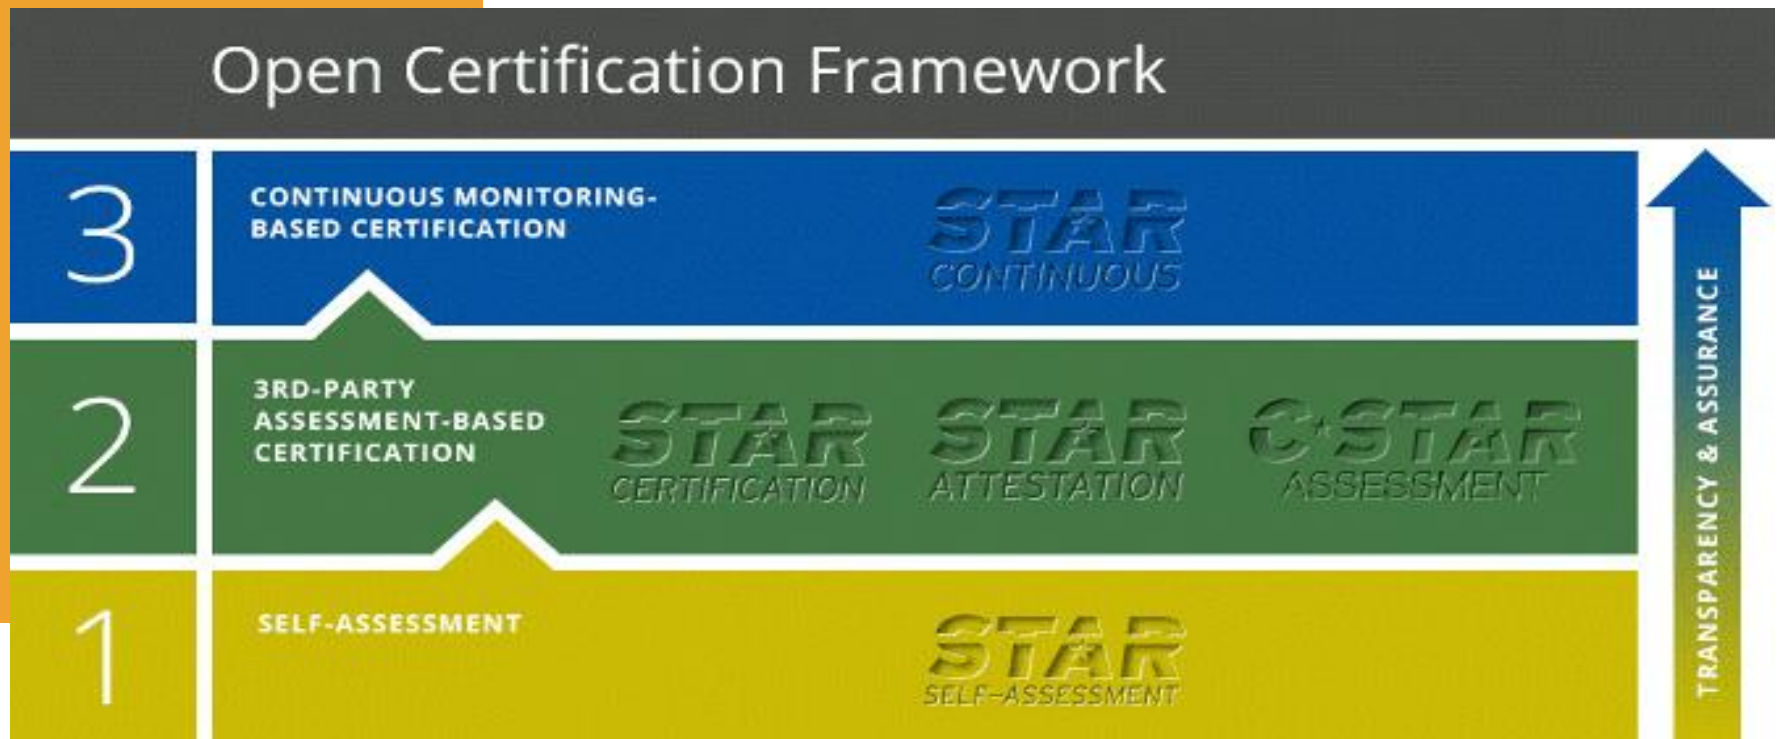 Open Certification Framework
3
CONTINUOUS MONITORING-
BASED CERTIFICATION
STAR
CONTINUOUS
2
3RD-PARTY
ASSESSMENT-BASED
CERTIFICATION
STAR
CERTIFICATION
STAR
ATTESTATION
C★STAR
ASSESSMENT
1
SELF-ASSESSMENT
STAR
SELF-ASSESSMENT
TRANSPARENCY & ASSURANCE